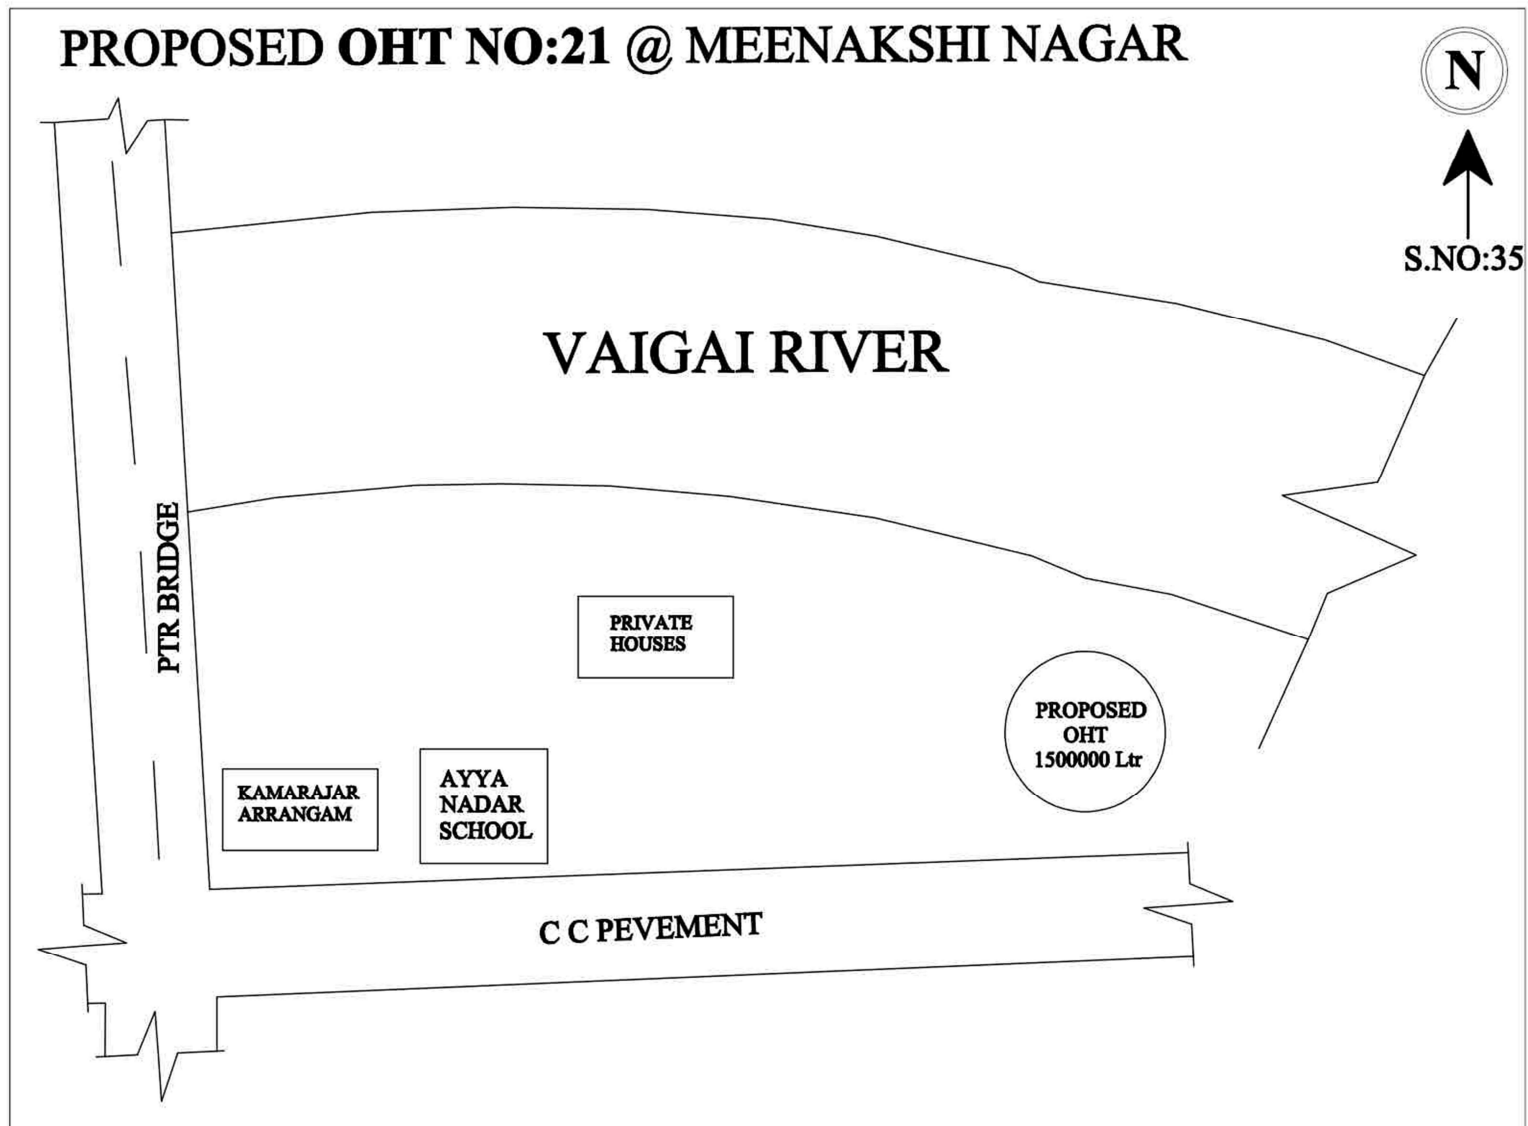 PROPOSED OHT NO:21 @ MEENAKSHI NAGAR
N
S.NO:35
VAIGAI RIVER
PTR BRIDGE
PRIVATE
HOUSES
PROPOSED
OHT
1500000 Ltr
KAMARAJAR
ARRANGAM
AYYA
NADAR
SCHOOL
C C PEVEMENT